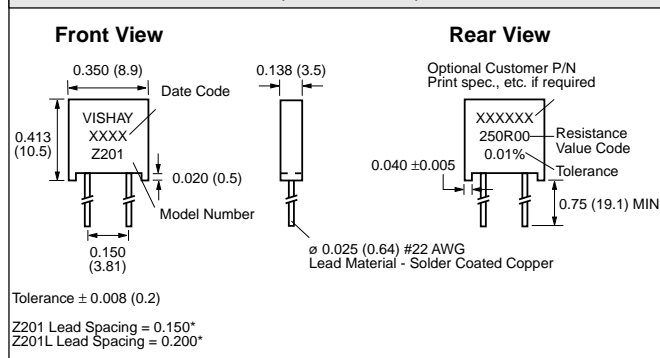 Front View
0.350 (8.9)
Date Code
VISHAY
XXXX
Z201
0.413
(10.5)
0.020 (0.5)
Model Number
0.150
(3.81)
0.138 (3.5)
ø 0.025 (0.64) #22 AWG
Lead Material - Solder Coated Copper
Rear View
Optional Customer P/N
Print spec., etc. if required
XXXXXX
250R00
0.01%
Resistance
Value Code
Tolerance
0.040 ±0.005
0.75 (19.1) MIN
Tolerance ± 0.008 (0.2)
Z201 Lead Spacing = 0.150*
Z201L Lead Spacing = 0.200*